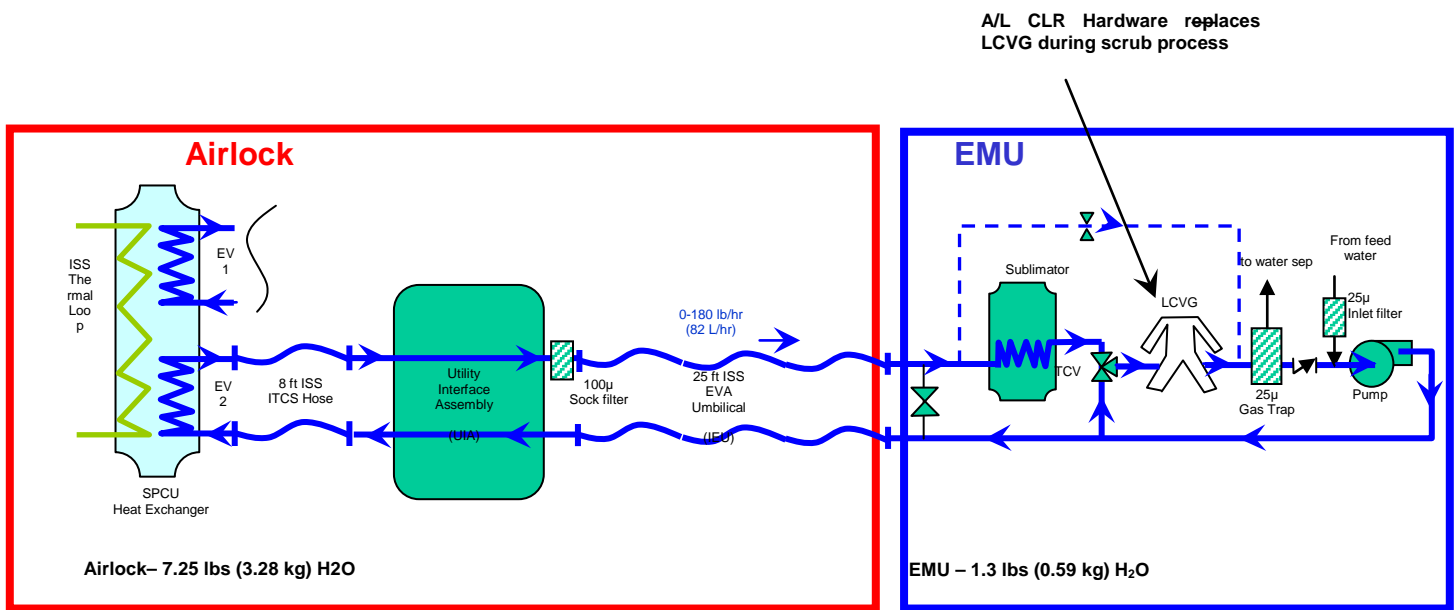 A/L CLR Hardware replaces
LCVG during scrub process
Airlock
EMU
ISS
The
rmal
Loo
p
EV
1
EV
2
8 ft ISS
ITCS Hose
SPCU
Heat Exchanger
Utility
Interface
Assembly
(UIA)
100µ
Sock filter
0-180 lb/hr
(82 L/hr)
25 ft ISS
EVA
Umbilical
(IEU)
Sublimator
TCV
LCVG
to water sep
From feed
water
25µ
Inlet filter
25µ
Gas Trap
Pump
Airlock– 7.25 lbs (3.28 kg) H2O
EMU – 1.3 lbs (0.59 kg) H₂O